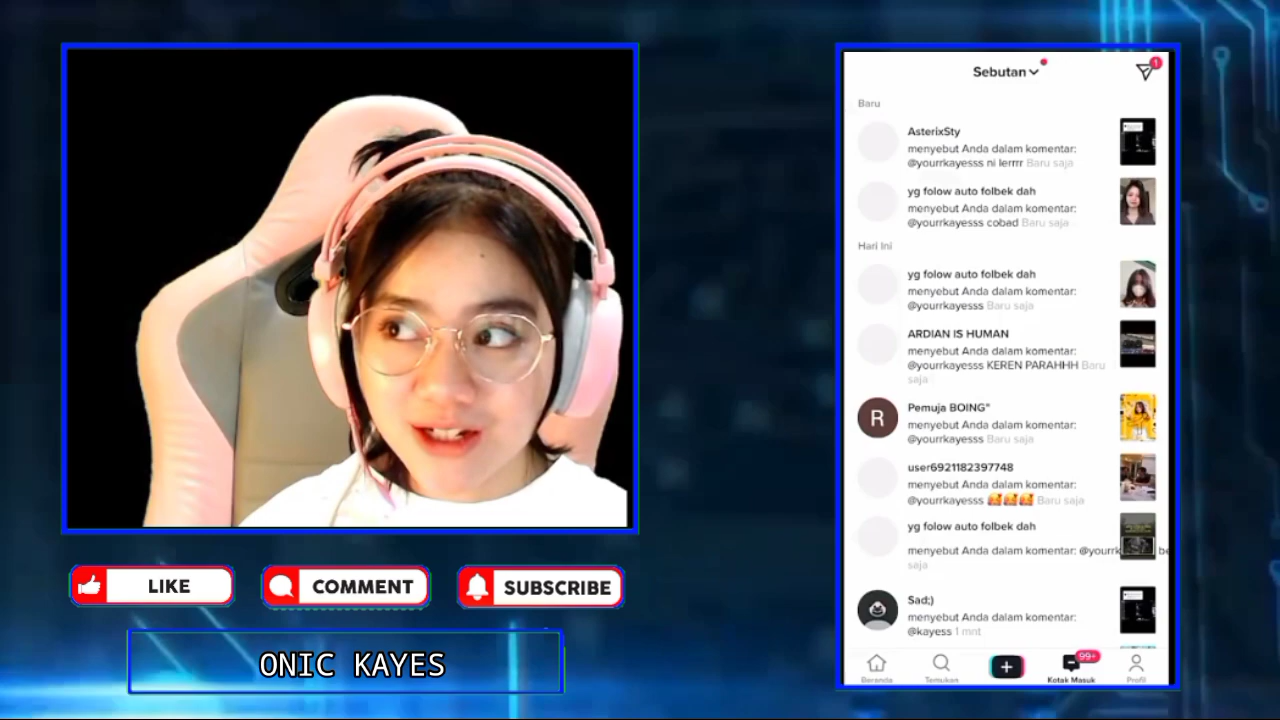 LIKE
COMMENT
SUBSCRIBE
ONIC KAYES
Sebutan
1
Baru
AsterixSty
menyebut Anda dalam komentar:
@yourrkayesss ni lerrrr Baru saja
yg folow auto folbek dah
menyebut Anda dalam komentar:
@yourrkayesss cobad Baru saja
Hari Ini
yg folow auto folbek dah
menyebut Anda dalam komentar:
@yourrkayesss Baru saja
ARDIAN IS HUMAN
menyebut Anda dalam komentar:
@yourrkayesss KEREN PARAHHH Baru
saja
R
Pemuja BOING"
menyebut Anda dalam komentar:
@yourrkayesss Baru saja
user6921182397748
menyebut Anda dalam komentar:
@yourrkayesss 🥰🥰🥰 Baru saja
yg folow auto folbek dah
menyebut Anda dalam komentar: @yourrk be
saja
Sad;)
menyebut Anda dalam komentar:
@kayess 1 mnt
99+
Beranda
Temukan
Kotak Masuk
Profil